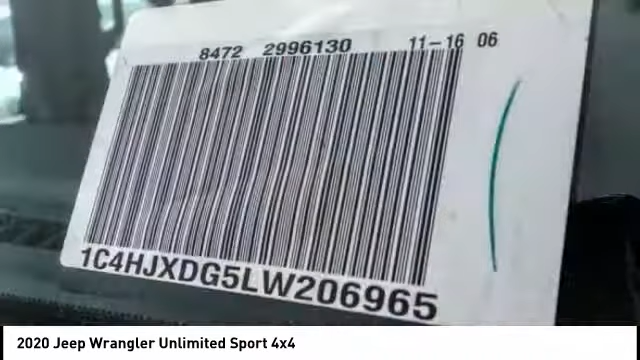 8472 2996130 11-16 06
1C4HJXDG5LW206965
2020 Jeep Wrangler Unlimited Sport 4x4